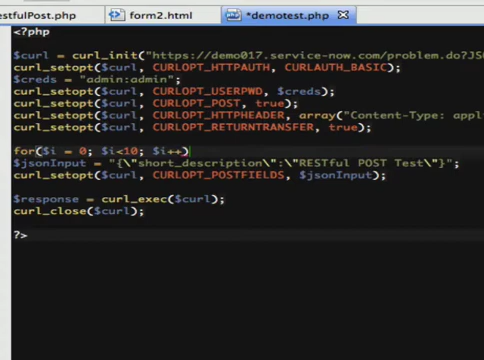 estfulPost.php form2.html *demotest.php
<?php
$curl = curl_init("https://demo017.service-now.com/problem.do?JSO
curl_setopt($curl, CURLOPT_HTTPAUTH, CURLAUTH_BASIC);
$creds = "admin:admin";
curl_setopt($curl, CURLOPT_USERPWD, $creds);
curl_setopt($curl, CURLOPT_POST, true);
curl_setopt($curl, CURLOPT_HTTPHEADER, array("Content-Type: appl
curl_setopt($curl, CURLOPT_RETURNTRANSFER, true);
for($i = 0; $i<10; $i++)
$jsonInput = "{\"short_description\":\"RESTful POST Test\"}";
curl_setopt($curl, CURLOPT_POSTFIELDS, $jsonInput);
$response = curl_exec($curl);
curl_close($curl);
?>